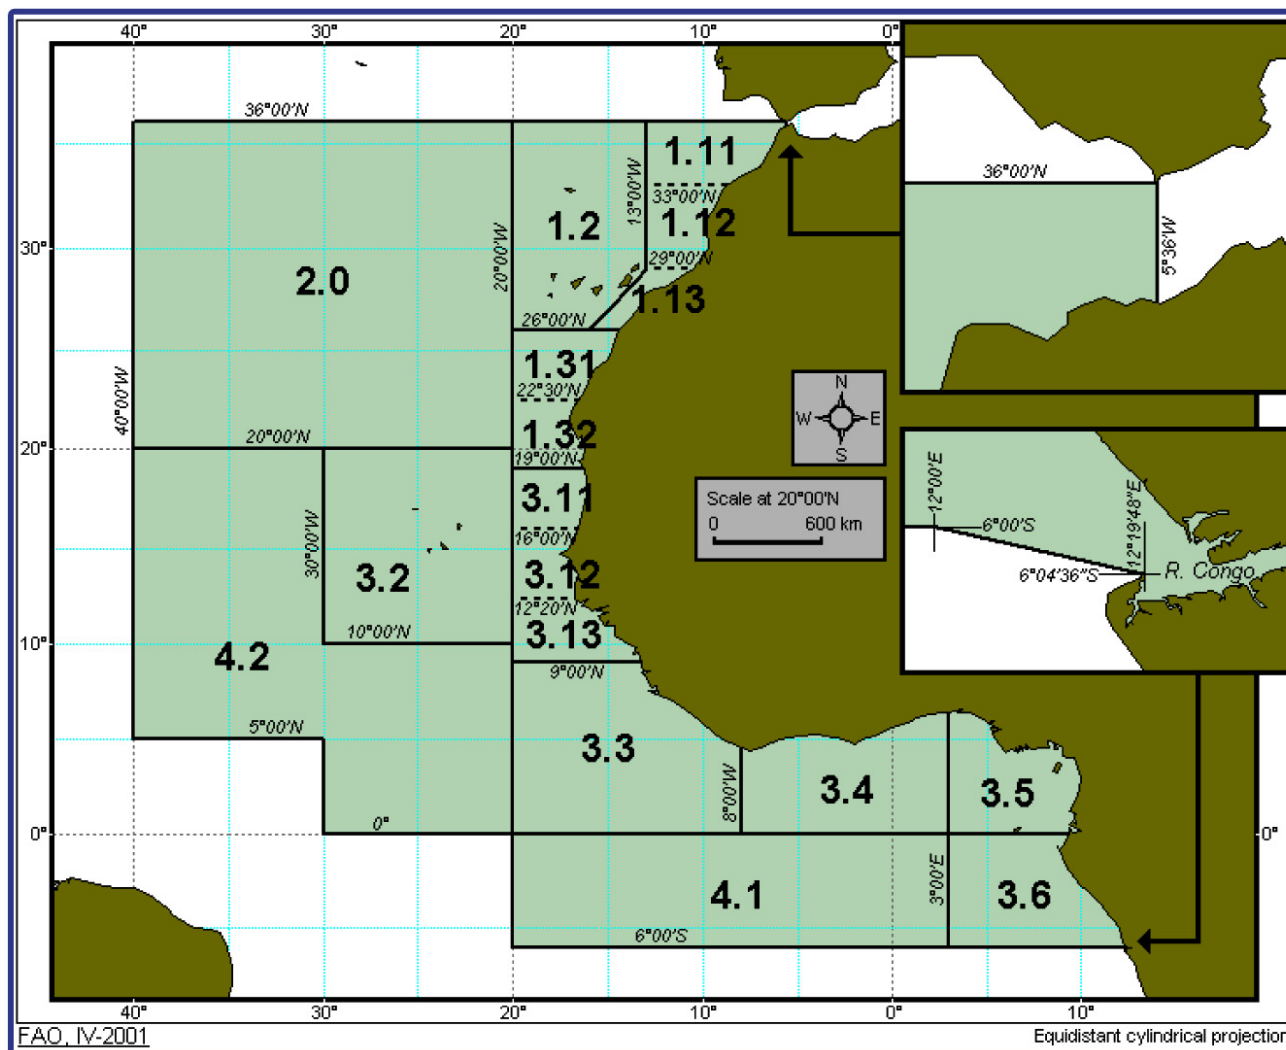 40° 30° 20° 10° 0°
36°00'N
36°00'N
1.11
13°00'W
33°00'N
5°36'W
1.2
1.12
30°
20°00'W
29°00'N
2.0
1.13
26°00'N
1.31
22°30'N
N
W E
S
40°00'W
20°00'N
1.32
20°
19°00'N
3.11
Scale at 20°00'N
0 600 km
16°00'N
30°00'W
3.2
3.12
12°20'N
12°00'E
6°00'S
12°19'48"E
6°04'36"S
R. Congo
10°00'N
3.13
10°
4.2
9°00'N
5°00'N
3.3
8°00'W
3.4
3.5
0°
0°
0°
3°00'E
4.1
3.6
6°00'S
40° 30° 20° 10° 0° 10°
FAO, IV-2001
Equidistant cylindrical projection